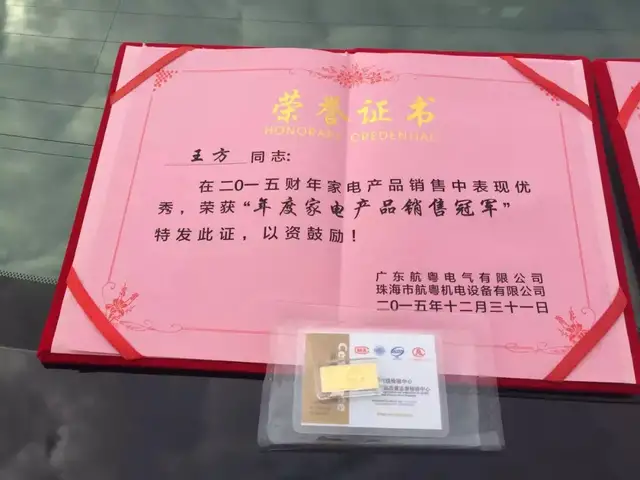 荣誉证书
HONORARY CREDENTIAL
王方 同志:
在二〇一五财年家电产品销售中表现优
秀，荣获“年度家电产品销售冠军”
特发此证，以资鼓励！
广东航粤电气有限公司
珠海市航粤机电设备有限公司
二〇一五年十二月三十一日